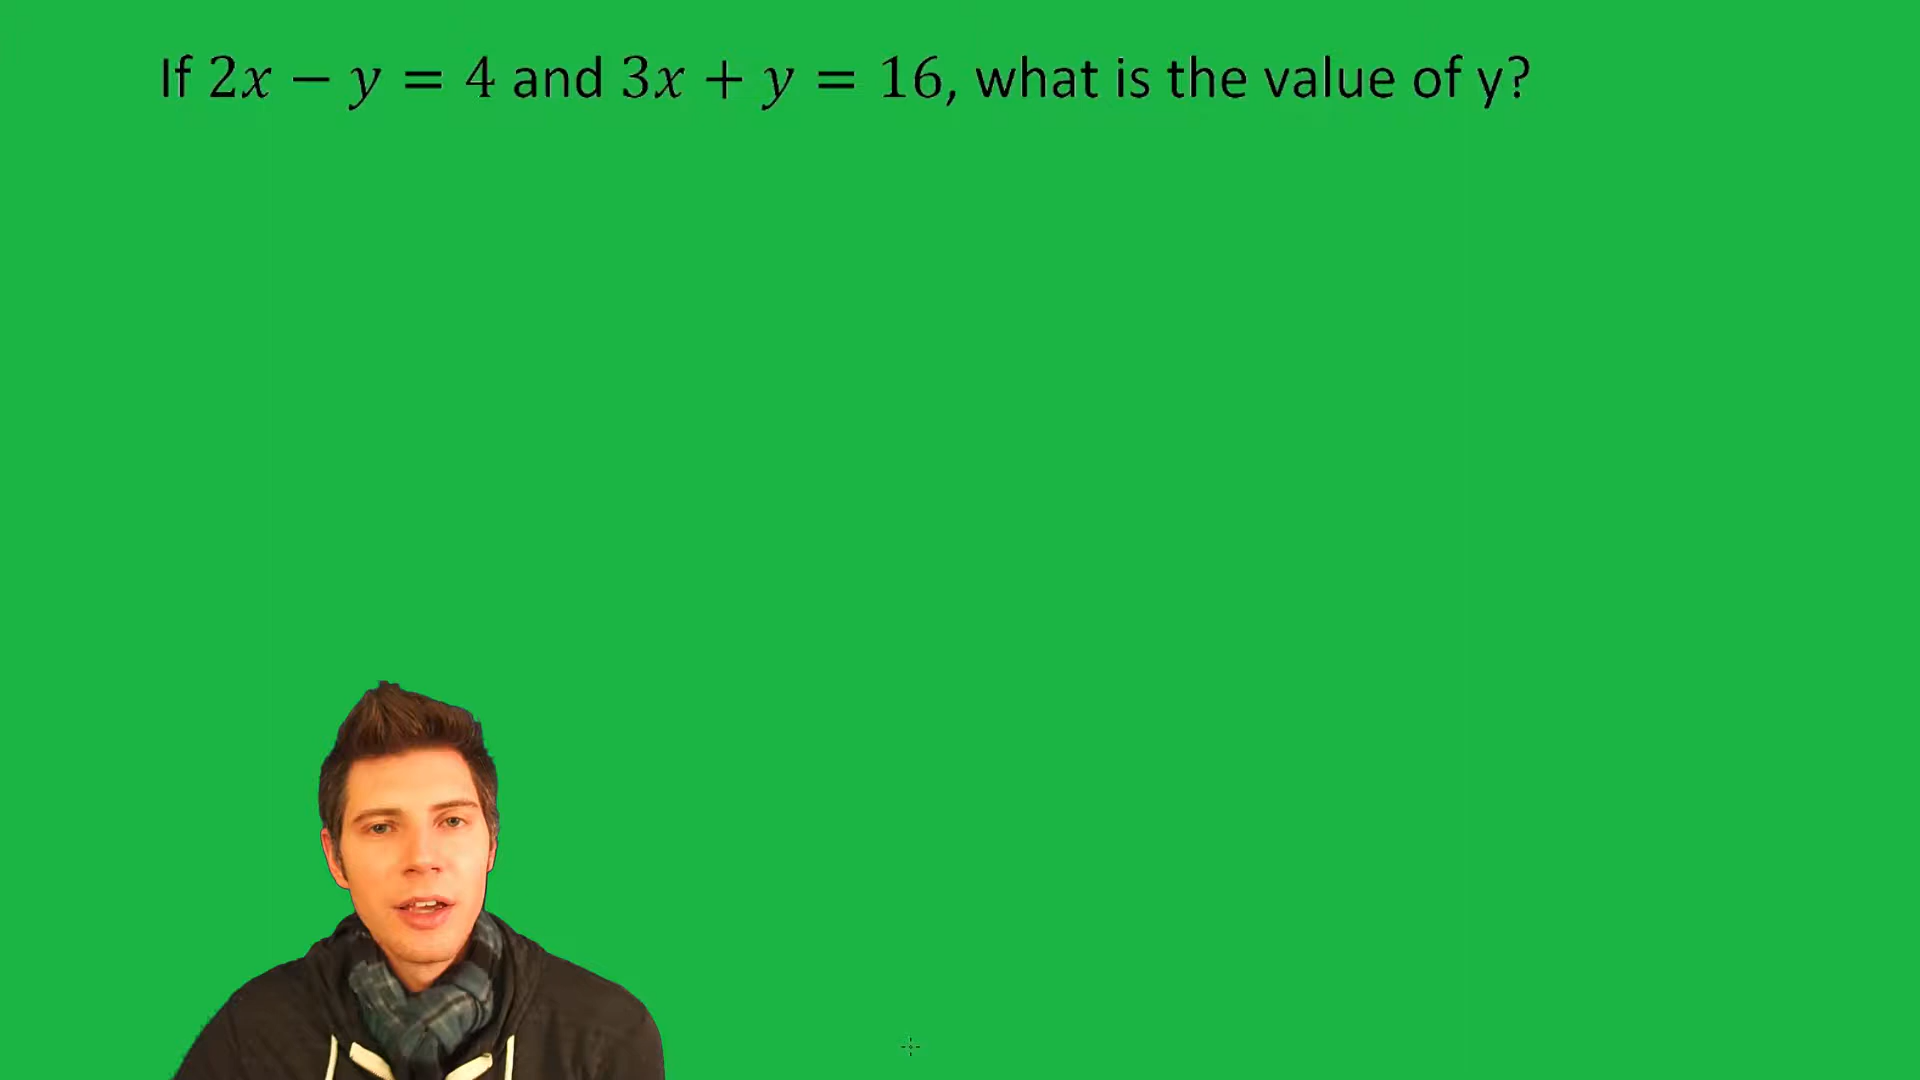 If 2x − y = 4 and 3x + y = 16, what is the value of y?